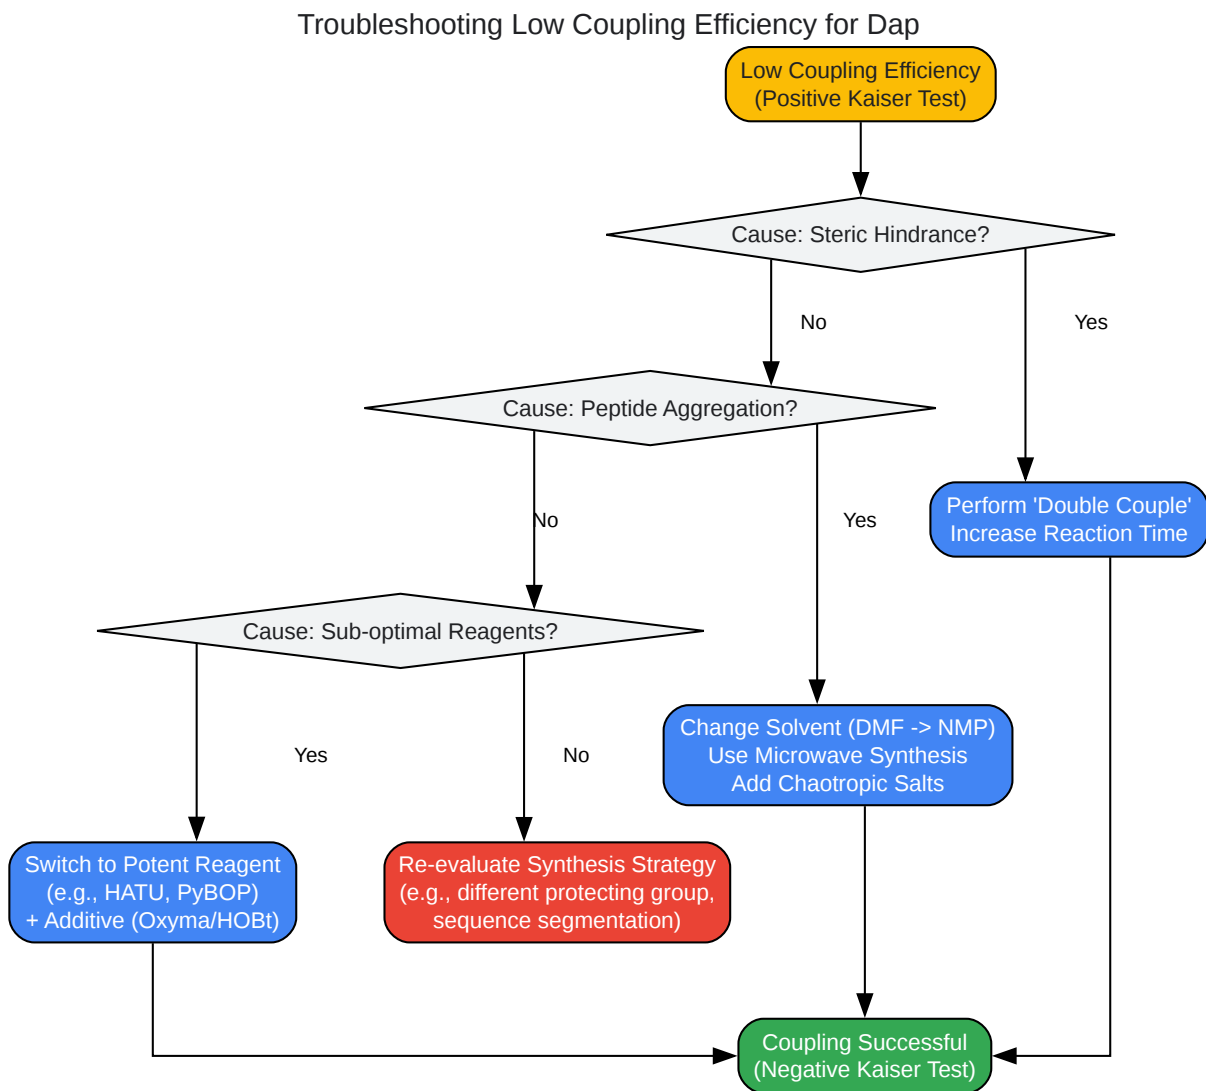 Troubleshooting Low Coupling Efficiency for Dap
Low Coupling Efficiency
(Positive Kaiser Test)
Cause: Steric Hindrance?
No
Yes
Cause: Peptide Aggregation?
No
Yes
Perform 'Double Couple'
Increase Reaction Time
Cause: Sub-optimal Reagents?
Yes
No
Change Solvent (DMF -> NMP)
Use Microwave Synthesis
Add Chaotropic Salts
Switch to Potent Reagent
(e.g., HATU, PyBOP)
+ Additive (Oxyma/HOBt)
Re-evaluate Synthesis Strategy
(e.g., different protecting group,
sequence segmentation)
Coupling Successful
(Negative Kaiser Test)